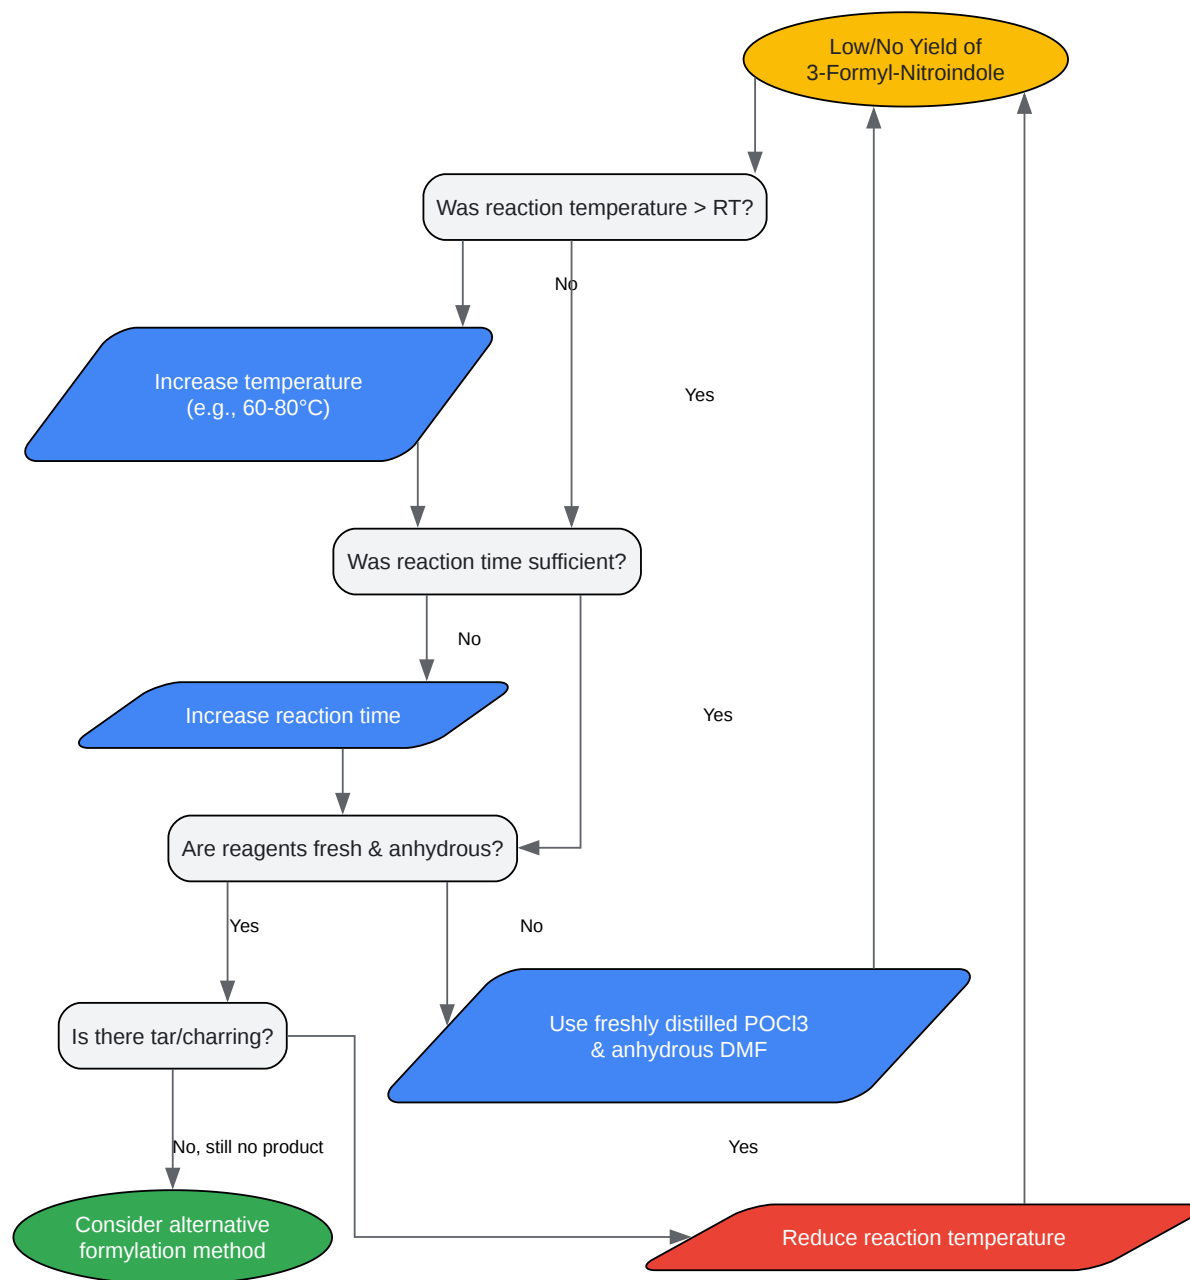 Low/No Yield of
3-Formyl-Nitroindole
Was reaction temperature > RT?
No
Increase temperature
(e.g., 60-80°C)
Yes
Was reaction time sufficient?
No
Increase reaction time
Yes
Are reagents fresh & anhydrous?
Yes
No
Use freshly distilled POCl3
& anhydrous DMF
Is there tar/charring?
No, still no product
Yes
Consider alternative
formylation method
Reduce reaction temperature